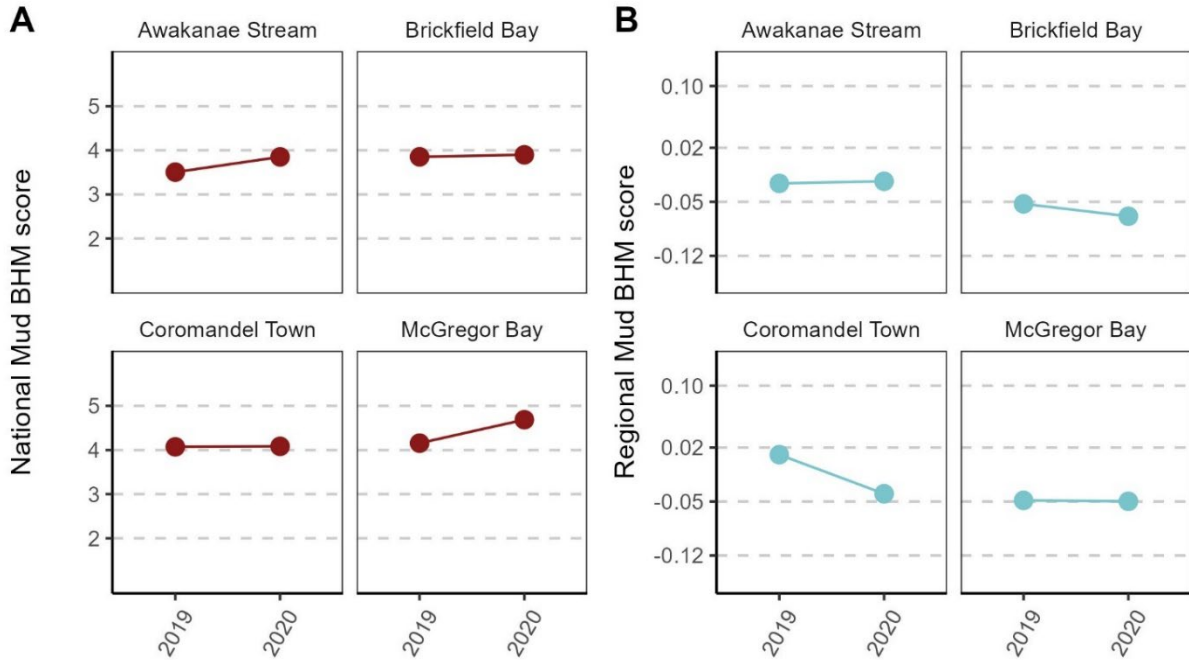 A
National Mud BHM score
Awakanae Stream
Brickfield Bay
5
4
3
2
Coromandel Town
McGregor Bay
5
4
3
2
2019
2020
2019
2020
B
Regional Mud BHM score
Awakanae Stream
Brickfield Bay
0.10
0.02
-0.05
-0.12
Coromandel Town
McGregor Bay
0.10
0.02
-0.05
-0.12
2019
2020
2019
2020